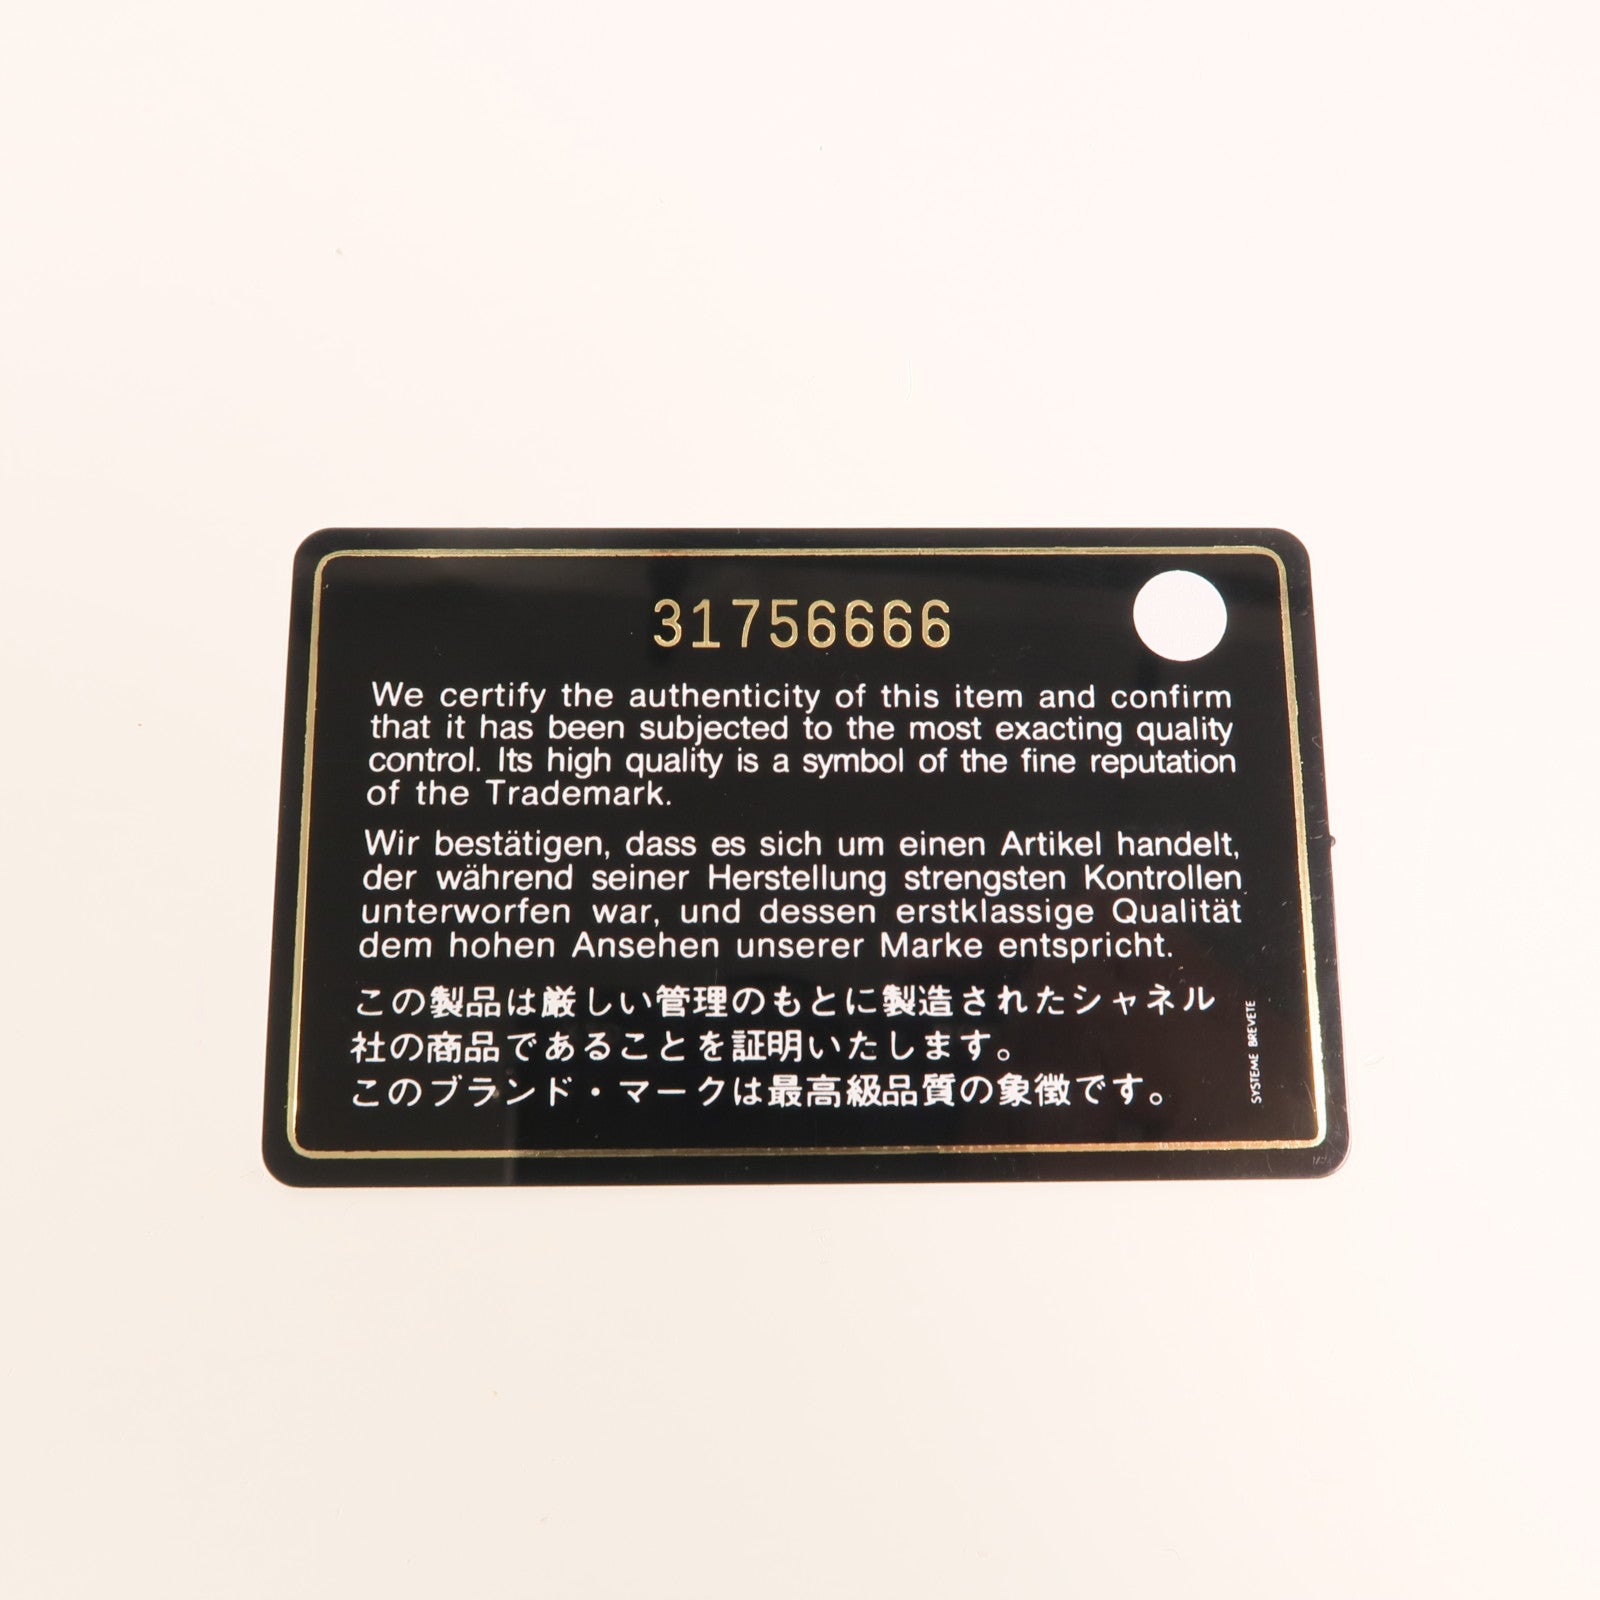 31756666
We certify the authenticity of this item and confirm
that it has been subjected to the most exacting quality
control. Its high quality is a symbol of the fine reputation
of the Trademark.
Wir bestätigen, dass es sich um einen Artikel handelt,
der während seiner Herstellung strengsten Kontrollen
unterworfen war, und dessen erstklassige Qualität
dem hohen Ansehen unserer Marke entspricht.
この製品は厳しい管理のもとに製造されたシャネル
社の商品であることを証明いたします。
このブランド・マークは最高級品質の象徴です。
SYSTEME BREVETE